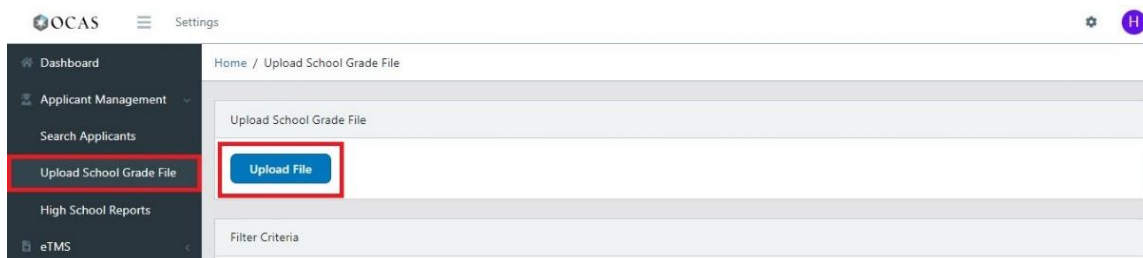 OCAS Settings H
Dashboard
Home / Upload School Grade File
Applicant Management
Upload School Grade File
Search Applicants
Upload School Grade File
Upload File
High School Reports
Filter Criteria
eTMS